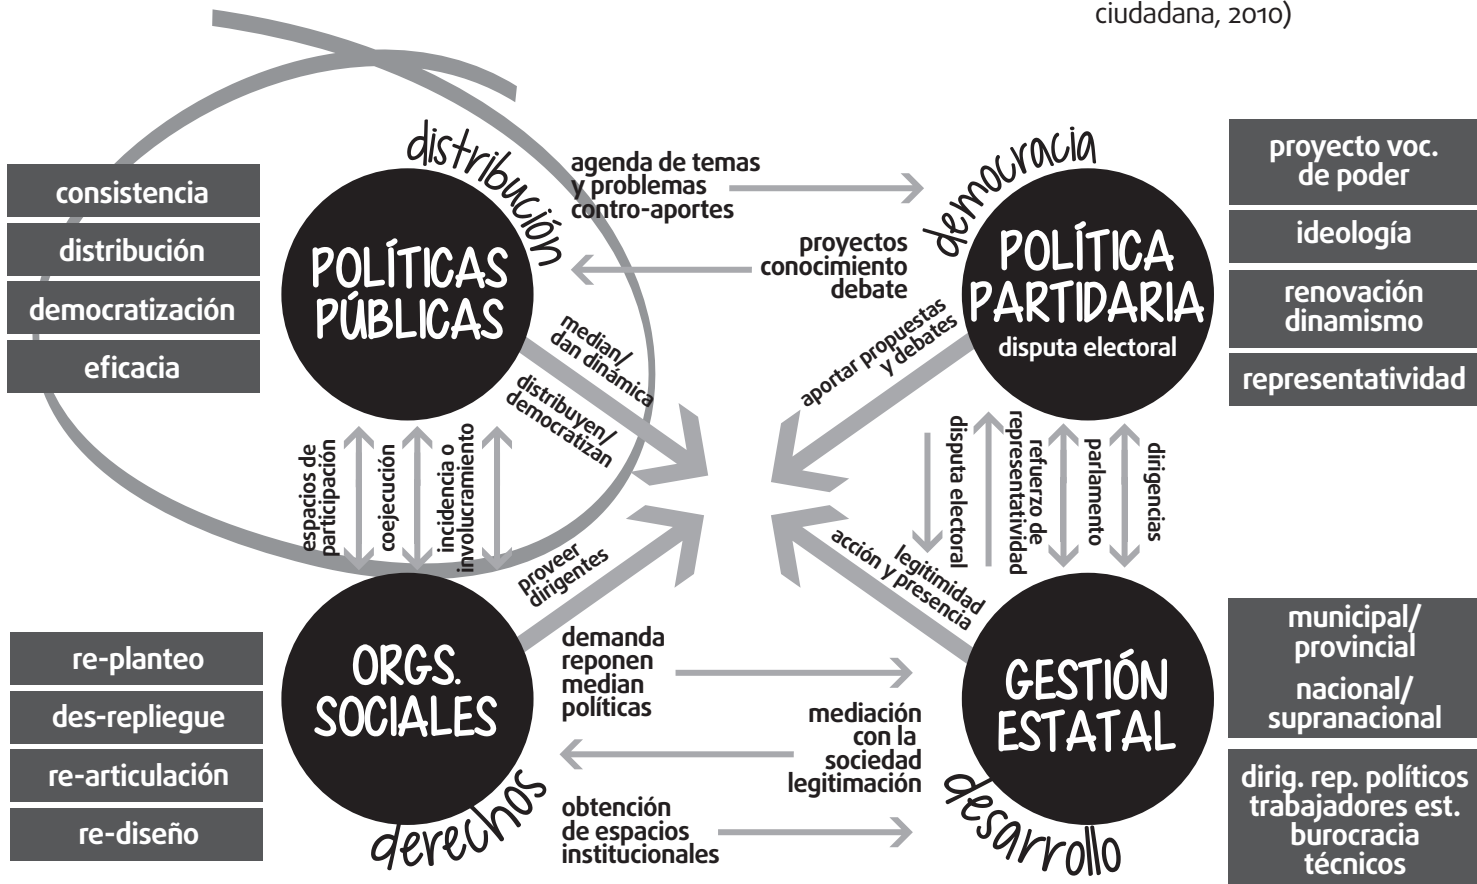 ciudadana, 2010)
consistencia
distribución
democratización
eficacia
distribución
POLÍTICAS
PÚBLICAS
agenda de temas
y problemas
contro-aportes
proyectos
conocimiento
debate
democracia
POLÍTICA
PARTIDARIA
disputa electoral
proyecto voc.
de poder
ideología
renovación
dinamismo
representatividad
median/
dan dinámica
distribuyen/
democratizan
aportar propuestas
y debates
espacios de
participación
coejecución
incidencia o
involucramiento
disputa electoral
refuerzo de
representatividad
parlamento
dirigencias
proveer
dirigentes
legitimidad
acción y presencia
re-planteo
des-repliegue
re-articulación
re-diseño
ORGS.
SOCIALES
derechos
demanda
reponen
median
políticas
mediación
con la
sociedad
legitimación
obtención
de espacios
institucionales
GESTIÓN
ESTATAL
desarrollo
municipal/
provincial
nacional/
supranacional
dirig. rep. políticos
trabajadores est.
burocracia
técnicos